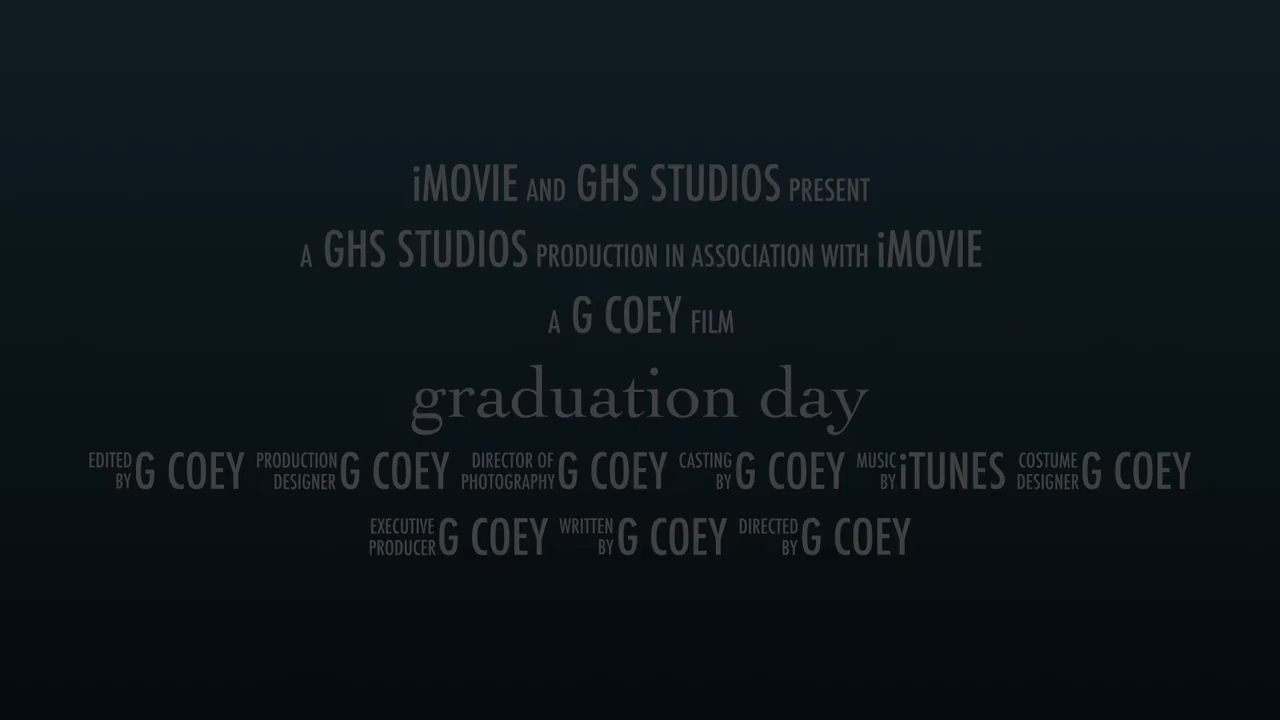 iMOVIE AND GHS STUDIOS PRESENT
A GHS STUDIOS PRODUCTION IN ASSOCIATION WITH iMOVIE
A G COEY FILM
graduation day
EDITED BY G COEY PRODUCTION DESIGNER G COEY DIRECTOR OF PHOTOGRAPHY G COEY CASTING BY G COEY MUSIC BY iTUNES COSTUME DESIGNER G COEY
EXECUTIVE PRODUCER G COEY WRITTEN BY G COEY DIRECTED BY G COEY